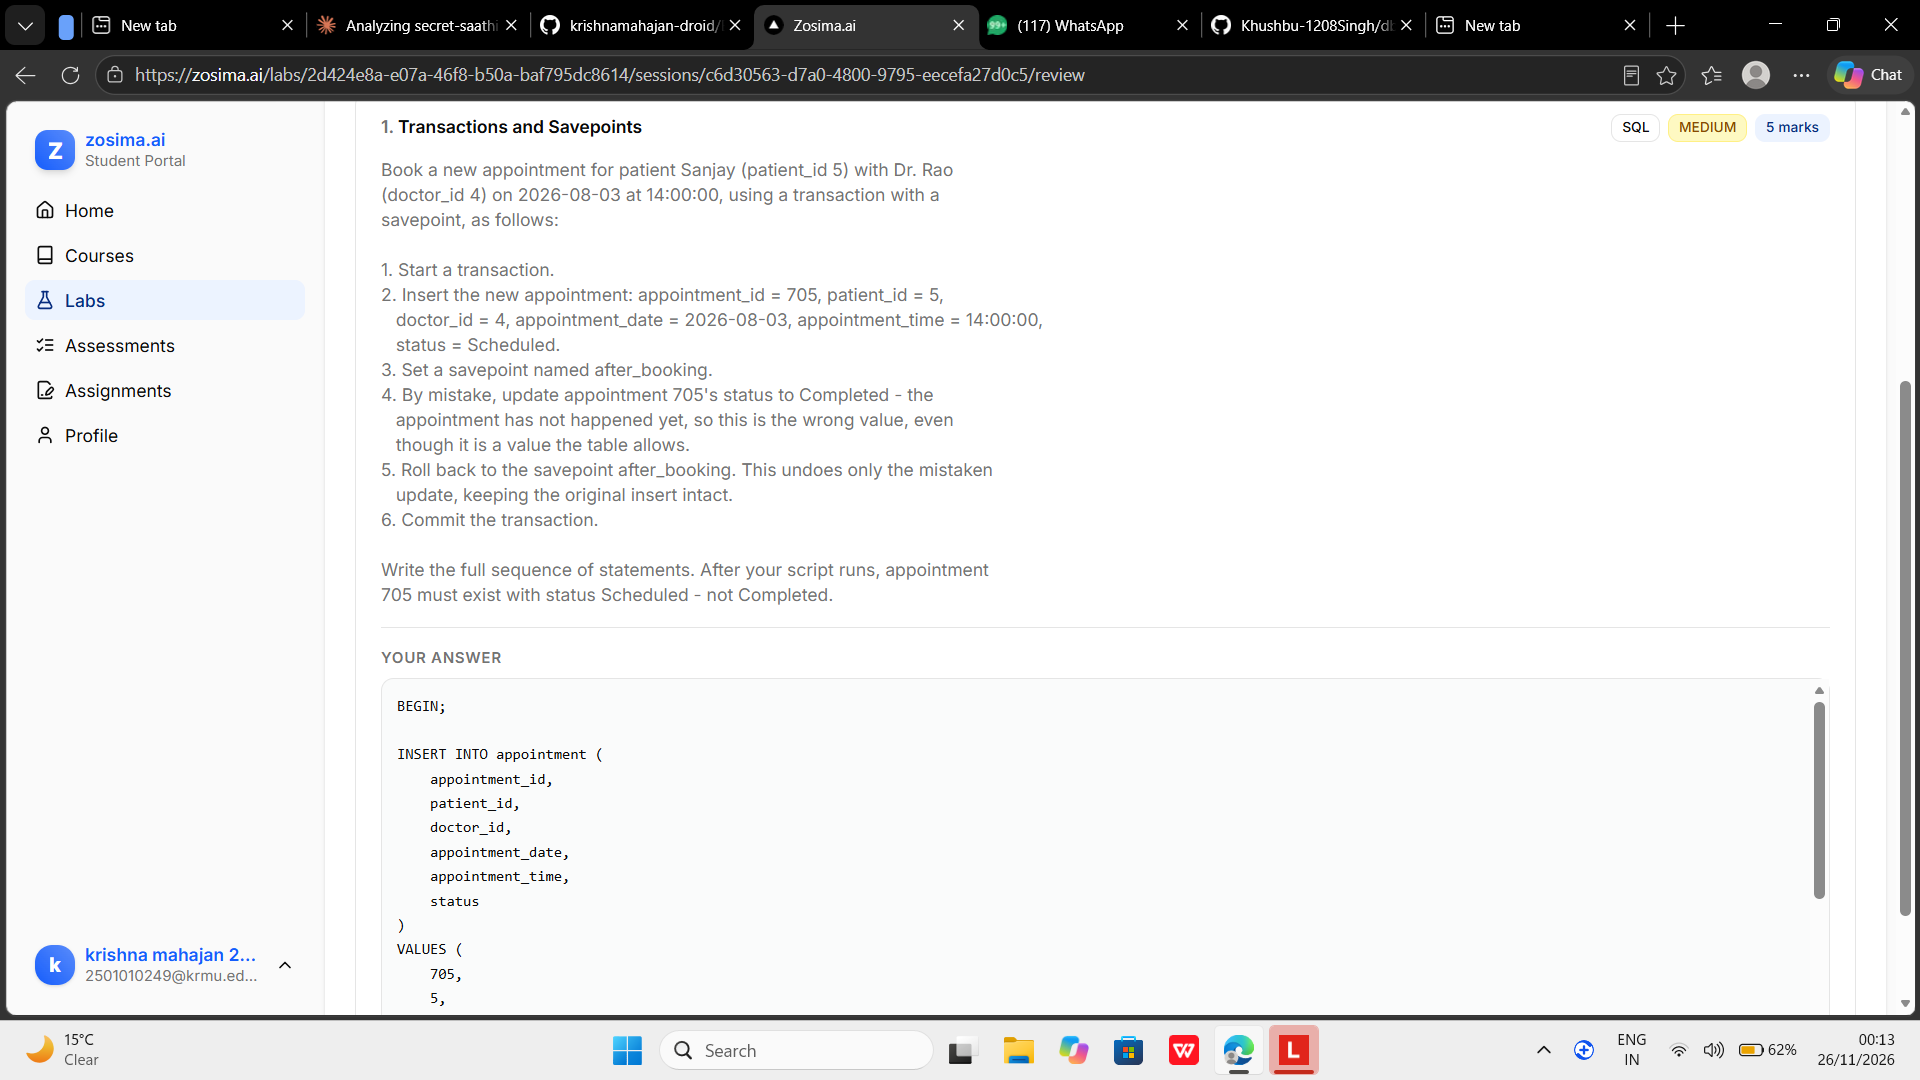 New tab
Analyzing secret-saathi
krishnamahajan-droid/
Zosima.ai
(117) WhatsApp
Khushbu-1208Singh/db
New tab
https://zosima.ai/labs/2d424e8a-e07a-46f8-b50a-baf795dc8614/sessions/c6d30563-d7a0-4800-9795-eecefa27d0c5/review
Chat
Z
zosima.ai
Student Portal
Home
Courses
Labs
Assessments
Assignments
Profile
k
krishna mahajan 2...
2501010249@krmu.ed...
1. Transactions and Savepoints
SQL
MEDIUM
5 marks
Book a new appointment for patient Sanjay (patient_id 5) with Dr. Rao
(doctor_id 4) on 2026-08-03 at 14:00:00, using a transaction with a
savepoint, as follows:
1. Start a transaction.
2. Insert the new appointment: appointment_id = 705, patient_id = 5,
doctor_id = 4, appointment_date = 2026-08-03, appointment_time = 14:00:00,
status = Scheduled.
3. Set a savepoint named after_booking.
4. By mistake, update appointment 705's status to Completed - the
appointment has not happened yet, so this is the wrong value, even
though it is a value the table allows.
5. Roll back to the savepoint after_booking. This undoes only the mistaken
update, keeping the original insert intact.
6. Commit the transaction.
Write the full sequence of statements. After your script runs, appointment
705 must exist with status Scheduled - not Completed.
YOUR ANSWER
BEGIN;
INSERT INTO appointment (
appointment_id,
patient_id,
doctor_id,
appointment_date,
appointment_time,
status
)
VALUES (
705,
5,
15°C
Clear
Search
99+
W
L
ENG
IN
62%
00:13
26/11/2026